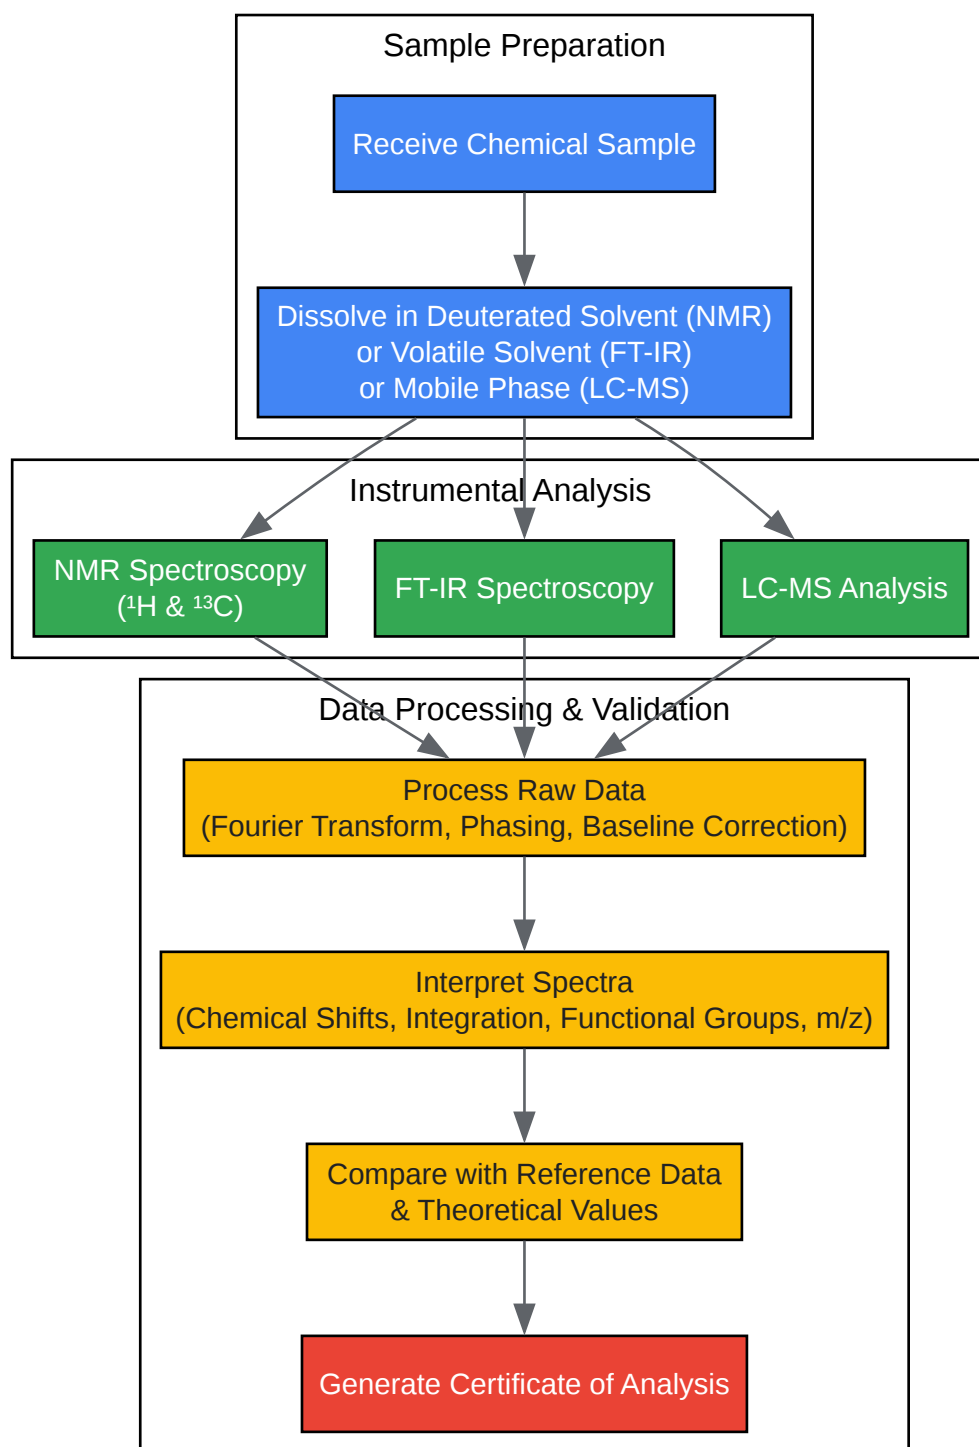 Sample Preparation
Receive Chemical Sample
Dissolve in Deuterated Solvent (NMR)
or Volatile Solvent (FT-IR)
or Mobile Phase (LC-MS)
Instrumental Analysis
NMR Spectroscopy
(¹H & ¹³C)
FT-IR Spectroscopy
LC-MS Analysis
Data Processing & Validation
Process Raw Data
(Fourier Transform, Phasing, Baseline Correction)
Interpret Spectra
(Chemical Shifts, Integration, Functional Groups, m/z)
Compare with Reference Data
& Theoretical Values
Generate Certificate of Analysis